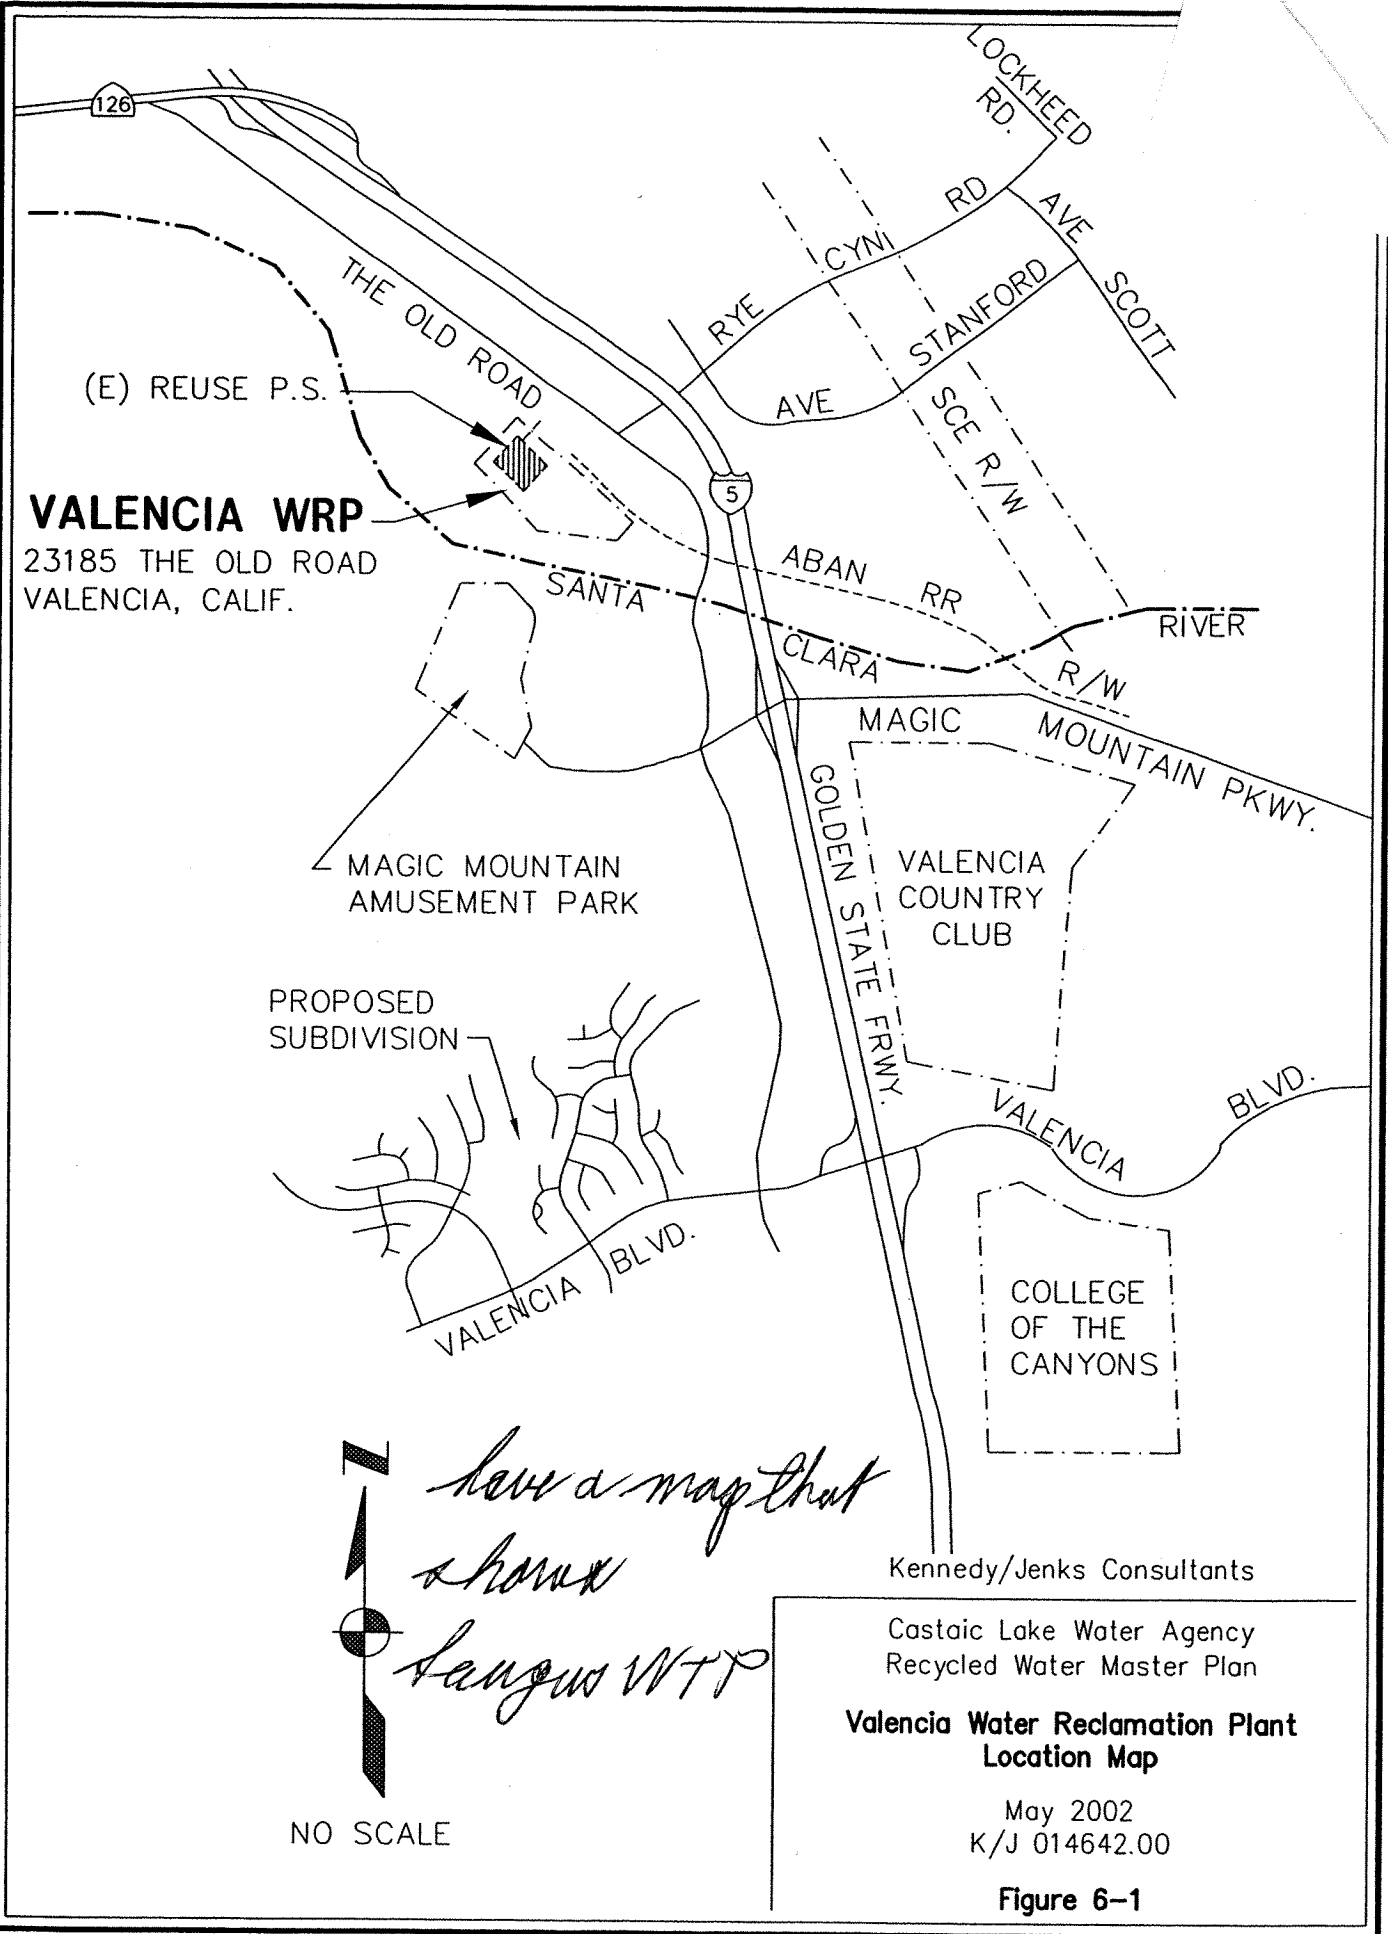 LOCKHEED
RD.
126
RYE CYN RD
AVE SCOTT
AVE STANFORD
THE OLD ROAD
(E) REUSE P.S.
SCE R/W
5
VALENCIA WRP
23185 THE OLD ROAD
VALENCIA, CALIF.
ABAN RR R/W
SANTA CLARA RIVER
MAGIC MOUNTAIN PKWY.
GOLDEN STATE FRWY.
MAGIC MOUNTAIN
AMUSEMENT PARK
VALENCIA
COUNTRY
CLUB
PROPOSED
SUBDIVISION
VALENCIA BLVD.
VALENCIA BLVD.
COLLEGE
OF THE
CANYONS
N
have a map that
shows
Saugus WTP
NO SCALE
Kennedy/Jenks Consultants
Castaic Lake Water Agency
Recycled Water Master Plan
Valencia Water Reclamation Plant
Location Map
May 2002
K/J 014642.00
Figure 6-1